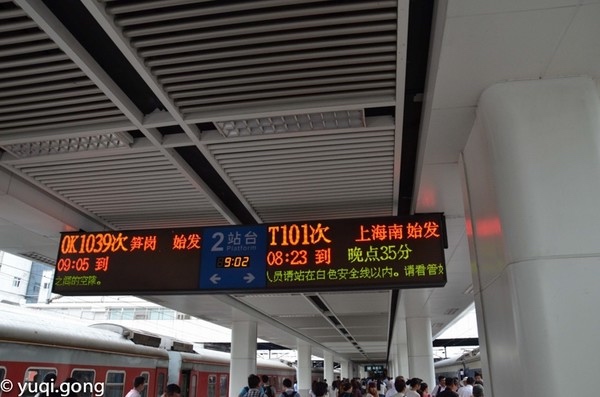 0K1039次 笋岗 始发
09:05 到
之间的空隙。
2 站台
Platform
9:02
T101次 上海南 始发
08:23 到 晚点35分
人员请站在白色安全线以内。请看管好
© yuqi.gong